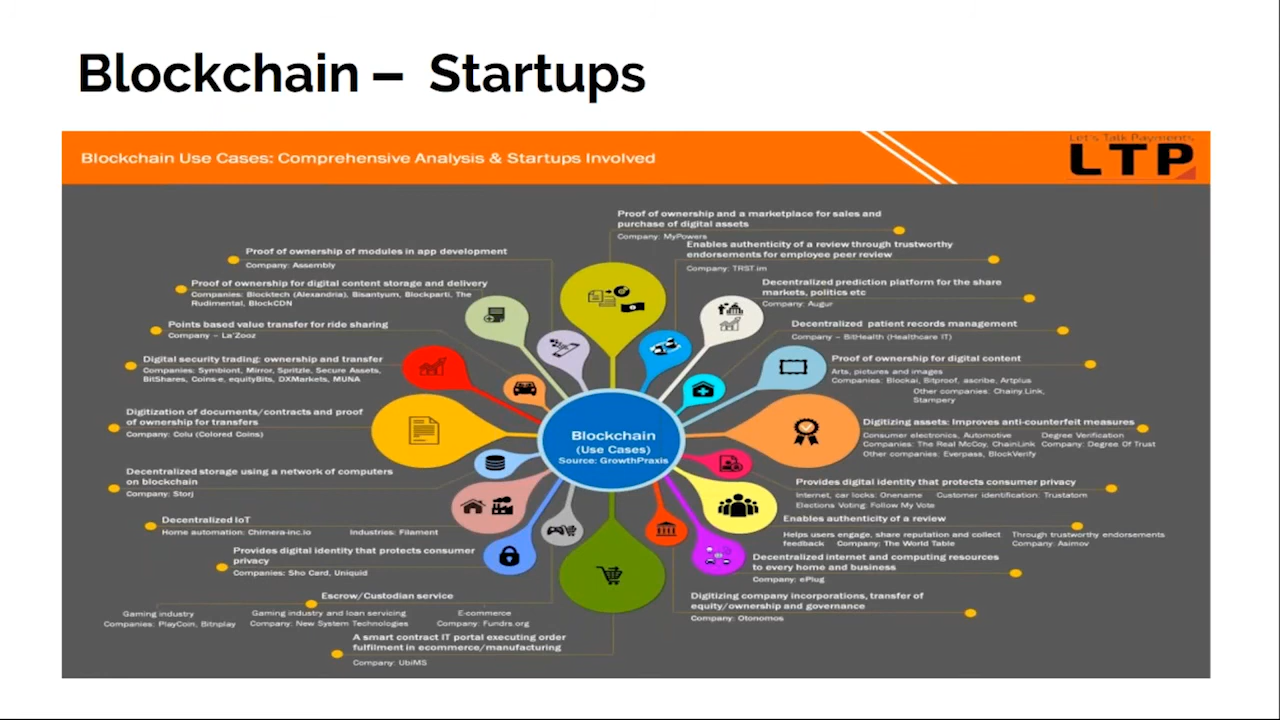 Blockchain – Startups
Blockchain Use Cases: Comprehensive Analysis & Startups Involved
Let's Talk Payments
LTP
Proof of ownership and a marketplace for sales and
purchase of digital assets
Company: MyPowers
Enables authenticity of a review through trustworthy
endorsements for employee peer review
Company: TRST.im
Decentralized prediction platform for the share
markets, politics etc
Company: Augur
Decentralized patient records management
Company – BitHealth (Healthcare IT)
Proof of ownership for digital content
Arts, pictures and images
Companies: Blockai, Bitproof, ascribe, Artplus
Other companies: Chainy.Link,
Stampery
Digitizing assets: Improves anti-counterfeit measures
Consumer electronics, Automotive Degree Verification
Companies: The Real McCoy, ChainLink Company: Degree Of Trust
Other companies: Everpass, BlockVerify
Provides digital identity that protects consumer privacy
Internet, car locks: Onename Customer identification: Trustatom
Elections Voting: Follow My Vote
Enables authenticity of a review
Helps users engage, share reputation and collect Through trustworthy endorsements
feedback Company: The World Table Company: Asimov
Decentralized internet and computing resources
to every home and business
Company: ePlug
Digitizing company incorporations, transfer of
equity/ownership and governance
Company: Otonomos
Proof of ownership of modules in app development
Company: Assembly
Proof of ownership for digital content storage and delivery
Companies: Blocktech (Alexandria), Bisantyum, Blockparti, The
Rudimental, BlockCDN
Points based value transfer for ride sharing
Company – La'Zooz
Digital security trading: ownership and transfer
Companies: Symbiont, Mirror, Spritzle, Secure Assets,
BitShares, Coins-e, equityBits, DXMarkets, MUNA
Digitization of documents/contracts and proof
of ownership for transfers
Company: Colu (Colored Coins)
Decentralized storage using a network of computers
on blockchain
Company: Storj
Decentralized IoT
Home automation: Chimera-inc.io Industries: Filament
Provides digital identity that protects consumer
privacy
Companies: Sho Card, Uniquid
Escrow/Custodian service
Gaming industry Gaming industry and loan servicing E-commerce
Companies: PlayCoin, Bitnplay Company: New System Technologies Company: Fundrs.org
A smart contract IT portal executing order
fulfilment in ecommerce/manufacturing
Company: UbiMS
Blockchain
(Use Cases)
Source: GrowthPraxis